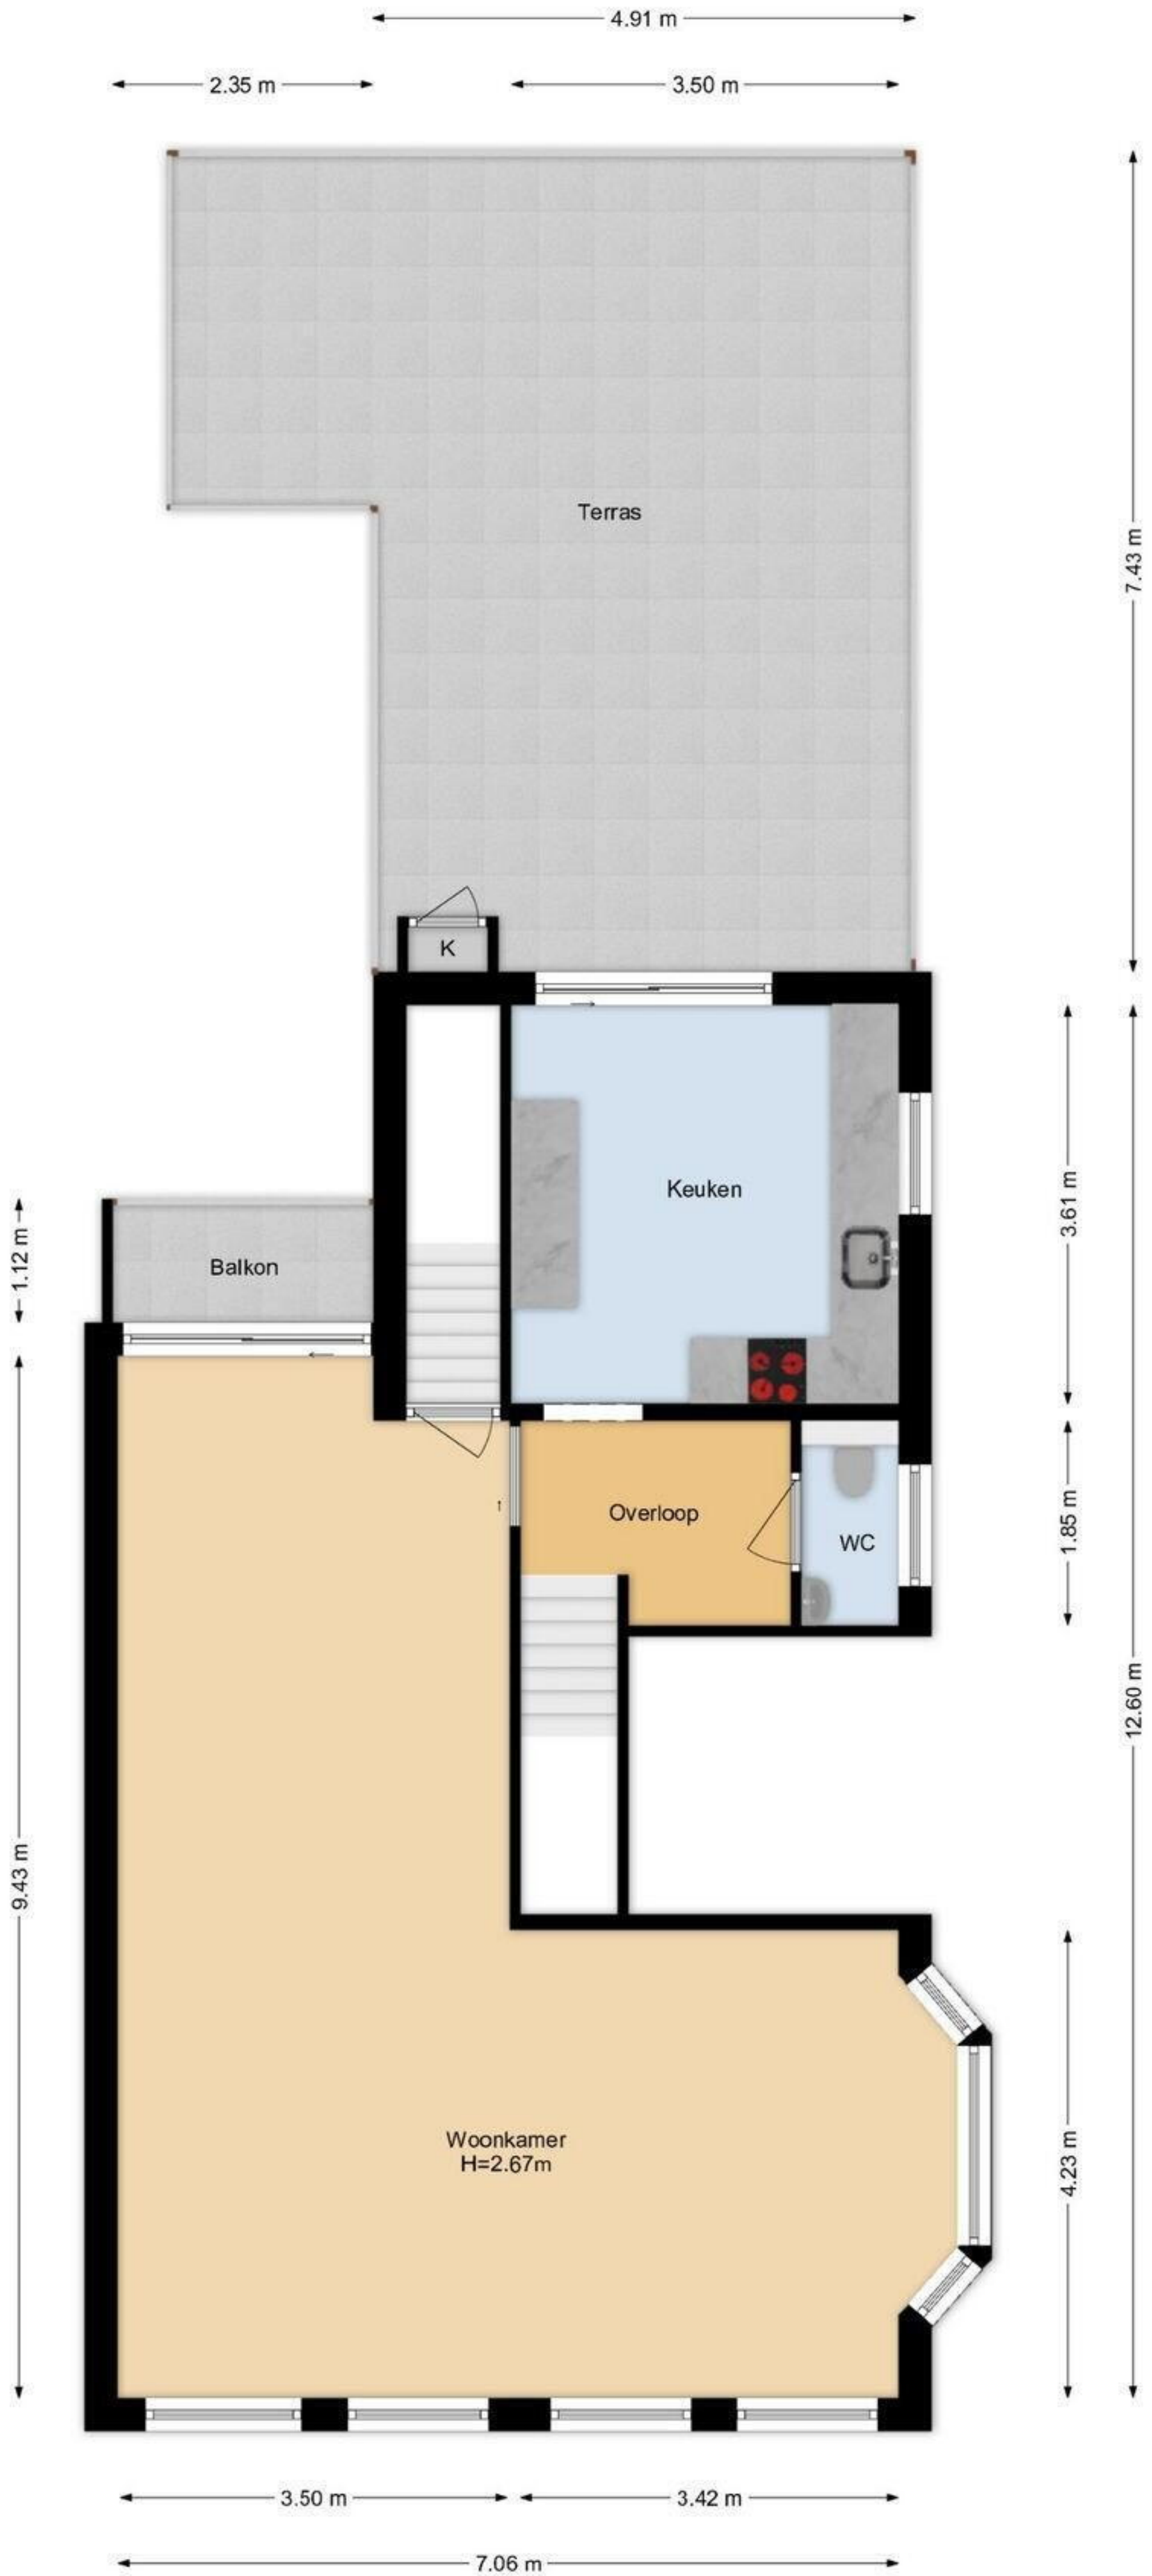 4.91 m
2.35 m
3.50 m
Terras
7.43 m
K
Keuken
3.61 m
1.12 m
Balkon
Overloop
WC
1.85 m
12.60 m
9.43 m
Woonkamer
H=2.67m
4.23 m
3.50 m
3.42 m
7.06 m